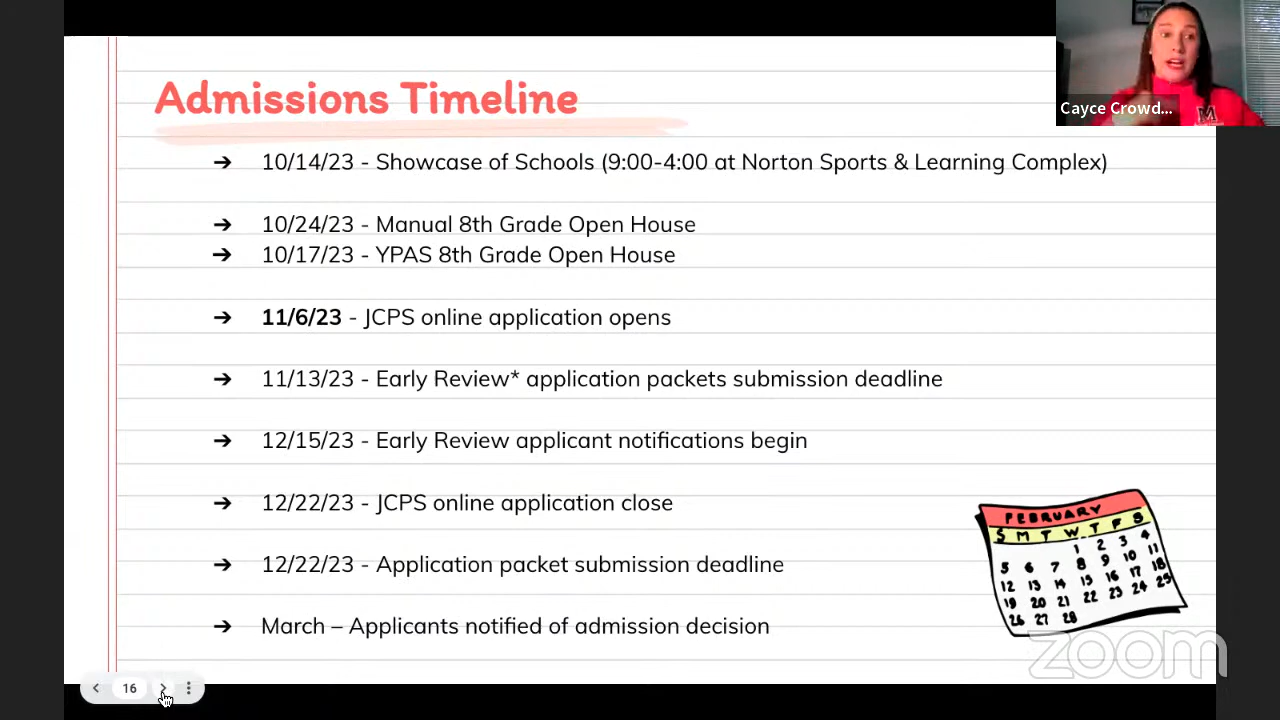 Admissions Timeline
Cayce Crowd...
M
➔ 10/14/23 - Showcase of Schools (9:00-4:00 at Norton Sports & Learning Complex)
➔ 10/24/23 - Manual 8th Grade Open House
➔ 10/17/23 - YPAS 8th Grade Open House
➔ 11/6/23 - JCPS online application opens
➔ 11/13/23 - Early Review* application packets submission deadline
➔ 12/15/23 - Early Review applicant notifications begin
➔ 12/22/23 - JCPS online application close
➔ 12/22/23 - Application packet submission deadline
➔ March – Applicants notified of admission decision
FEBRUARY
S M T W T F S
1 2 3 4
5 6 7 8 9 10 11
12 13 14 15 16 17 18
19 20 21 22 23 24 25
26 27 28
zoom
16